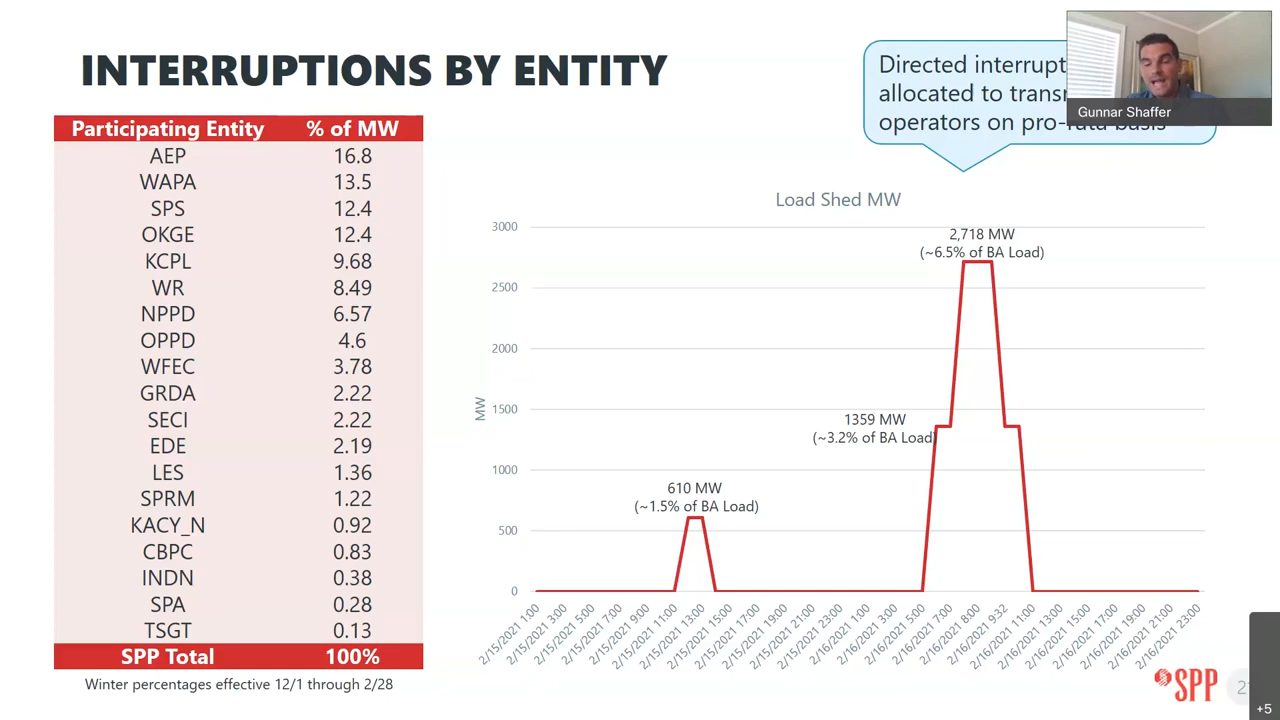 INTERRUPTIONS BY ENTITY
Directed
allocated to
operators on
Gunnar Shaffer
Participating Entity % of MW
AEP 16.8
WAPA 13.5
SPS 12.4
OKGE 12.4
KCPL 9.68
WR 8.49
NPPD 6.57
OPPD 4.6
WFEC 3.78
GRDA 2.22
SECI 2.22
EDE 2.19
LES 1.36
SPRM 1.22
KACY_N 0.92
CBPC 0.83
INDN 0.38
SPA 0.28
TSGT 0.13
SPP Total 100%
Winter percentages effective 12/1 through 2/28
Load Shed MW
3000
2500
2000
1500
1000
500
0
MW
2,718 MW
(~6.5% of BA Load)
1359 MW
(~3.2% of BA Load)
610 MW
(~1.5% of BA Load)
2/15/2021 1:00
2/15/2021 3:00
2/15/2021 5:00
2/15/2021 7:00
2/15/2021 9:00
2/15/2021 11:00
2/15/2021 13:00
2/15/2021 15:00
2/15/2021 17:00
2/15/2021 19:00
2/15/2021 21:00
2/15/2021 23:00
2/16/2021 1:00
2/16/2021 3:00
2/16/2021 5:00
2/16/2021 7:00
2/16/2021 8:00
2/16/2021 9:32
2/16/2021 11:00
2/16/2021 13:00
2/16/2021 15:00
2/16/2021 17:00
2/16/2021 19:00
2/16/2021 21:00
2/16/2021 23:00
SPP
+5